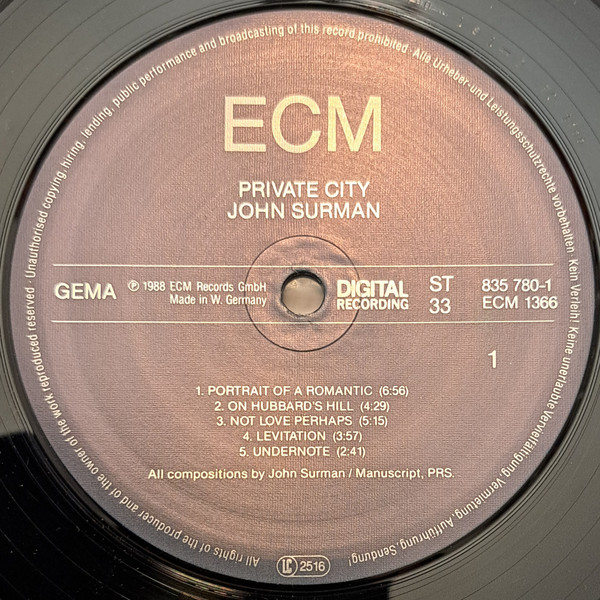 Unauthorised copying, hiring, lending, public performance and broadcasting of this record prohibited · Alle Urheber- und Leistungsschutzrechte vorbehalten · Kein Verleih! Keine unerlaubte Vervielfältigung, Vermietung, Aufführung, Sendung!
ECM
PRIVATE CITY
JOHN SURMAN
GEMA
℗ 1988 ECM Records GmbH
Made in W. Germany
DIGITAL
RECORDING
ST
33
835 780-1
ECM 1366
1
1. PORTRAIT OF A ROMANTIC (6:56)
2. ON HUBBARD'S HILL (4:29)
3. NOT LOVE PERHAPS (5:15)
4. LEVITATION (3:57)
5. UNDERNOTE (2:41)
All compositions by John Surman / Manuscript, PRS.
All rights of the producer and of the owner of the work reproduced reserved ·
LC 2516